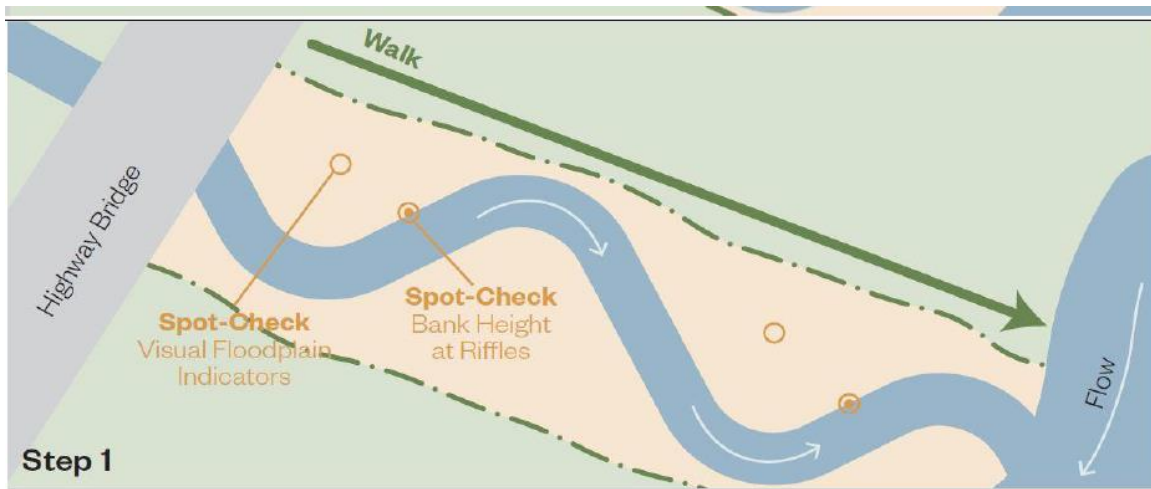 Walk
Highway Bridge
Spot-Check
Visual Floodplain
Indicators
Spot-Check
Bank Height
at Riffles
Flow
Step 1